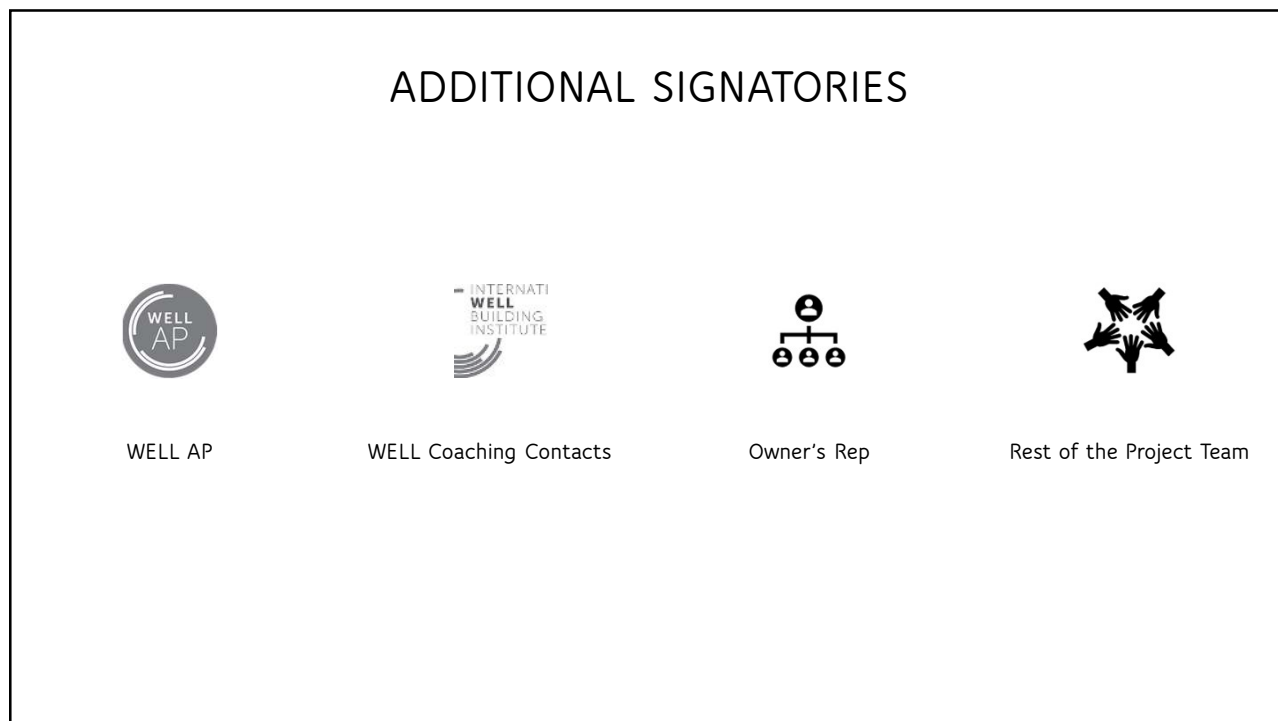 ADDITIONAL SIGNATORIES
WELL
AP
INTERNATI
WELL
BUILDING
INSTITUTE
WELL AP
WELL Coaching Contacts
Owner's Rep
Rest of the Project Team